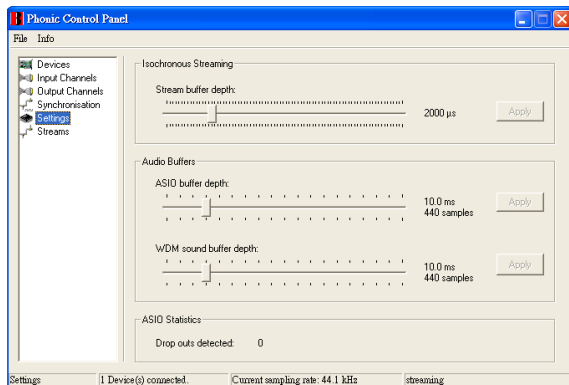 Phonic Control Panel
File Info
Devices
Input Channels
Output Channels
Synchronisation
Settings
Streams
Isochronous Streaming
Stream buffer depth:
2000 µs
Apply
Audio Buffers
ASIO buffer depth:
10.0 ms
440 samples
Apply
WDM sound buffer depth:
10.0 ms
440 samples
Apply
ASIO Statistics
Drop outs detected: 0
Settings 1 Device(s) connected. Current sampling rate: 44.1 kHz streaming